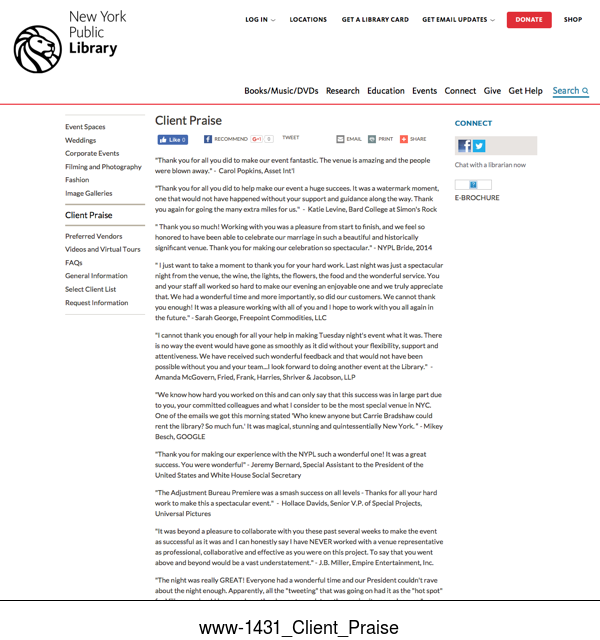 New York
Public
Library
LOG IN
LOCATIONS
GET A LIBRARY CARD
GET EMAIL UPDATES
DONATE
SHOP
Books/Music/DVDs
Research
Education
Events
Connect
Give
Get Help
Search
Event Spaces
Weddings
Corporate Events
Filming and Photography
Fashion
Image Galleries
Client Praise
Preferred Vendors
Videos and Virtual Tours
FAQs
General Information
Select Client List
Request Information
Client Praise
Like 0
RECOMMEND
G+1 0
TWEET
EMAIL
PRINT
SHARE
"Thank you for all you did to make our event fantastic. The venue is amazing and the people
were blown away." - Carol Popkins, Asset Int'l
"Thank you for all you did to help make our event a huge success. It was a watermark moment,
one that would not have happened without your support and guidance along the way. Thank
you again for going the many extra miles for us." - Katie Levine, Bard College at Simon's Rock
" Thank you so much! Working with you was a pleasure from start to finish, and we feel so
honored to have been able to celebrate our marriage in such a beautiful and historically
significant venue. Thank you for making our celebration so spectacular." - NYPL Bride, 2014
" I just want to take a moment to thank you for your hard work. Last night was just a spectacular
night from the venue, the wine, the lights, the flowers, the food and the wonderful service. You
and your staff all worked so hard to make our evening an enjoyable one and we truly appreciate
that. We had a wonderful time and more importantly, so did our customers. We cannot thank
you enough! It was a pleasure working with all of you and I hope to work with you all again in
the future." - Sarah George, Freepoint Commodities, LLC
"I cannot thank you enough for all your help in making Tuesday night's event what it was. There
is no way the event would have gone as smoothly as it did without your flexibility, support and
attentiveness. We have received such wonderful feedback and that would not have been
possible without you and your team...I look forward to doing another event at the Library." -
Amanda McGovern, Fried, Frank, Harries, Shriver & Jacobson, LLP
"We know how hard you worked on this and can only say that this success was in large part due
to you, your committed colleagues and what I consider to be the most special venue in NYC.
One of the emails we got this morning stated 'Who knew anyone but Carrie Bradshaw could
rent the library? So much fun.' It was magical, stunning and quintessentially New York. " - Mikey
Besch, GOOGLE
"Thank you for making our experience with the NYPL such a wonderful one! It was a great
success. You were wonderful" - Jeremy Bernard, Special Assistant to the President of the
United States and White House Social Secretary
"The Adjustment Bureau Premiere was a smash success on all levels - Thanks for all your hard
work to make this a spectacular event." - Hollace Davids, Senior V.P. of Special Projects,
Universal Pictures
"It was beyond a pleasure to collaborate with you these past several weeks to make the event
as successful as it was and I can honestly say I have NEVER worked with a venue representative
as professional, collaborative and effective as you were on this project. To say that you went
above and beyond would be a vast understatement." - J.B. Miller, Empire Entertainment, Inc.
"The night was really GREAT! Everyone had a wonderful time and our President couldn't rave
about the night enough. Apparently, all the "tweeting" that was going on had it as the "hot spot"
CONNECT
Chat with a librarian now
E-BROCHURE
www-1431_Client_Praise